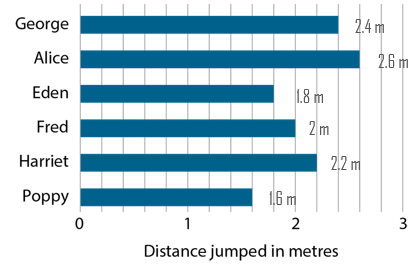 George 2.4 m
Alice 2.6 m
Eden 1.8 m
Fred 2 m
Harriet 2.2 m
Poppy 1.6 m
0 1 2 3
Distance jumped in metres